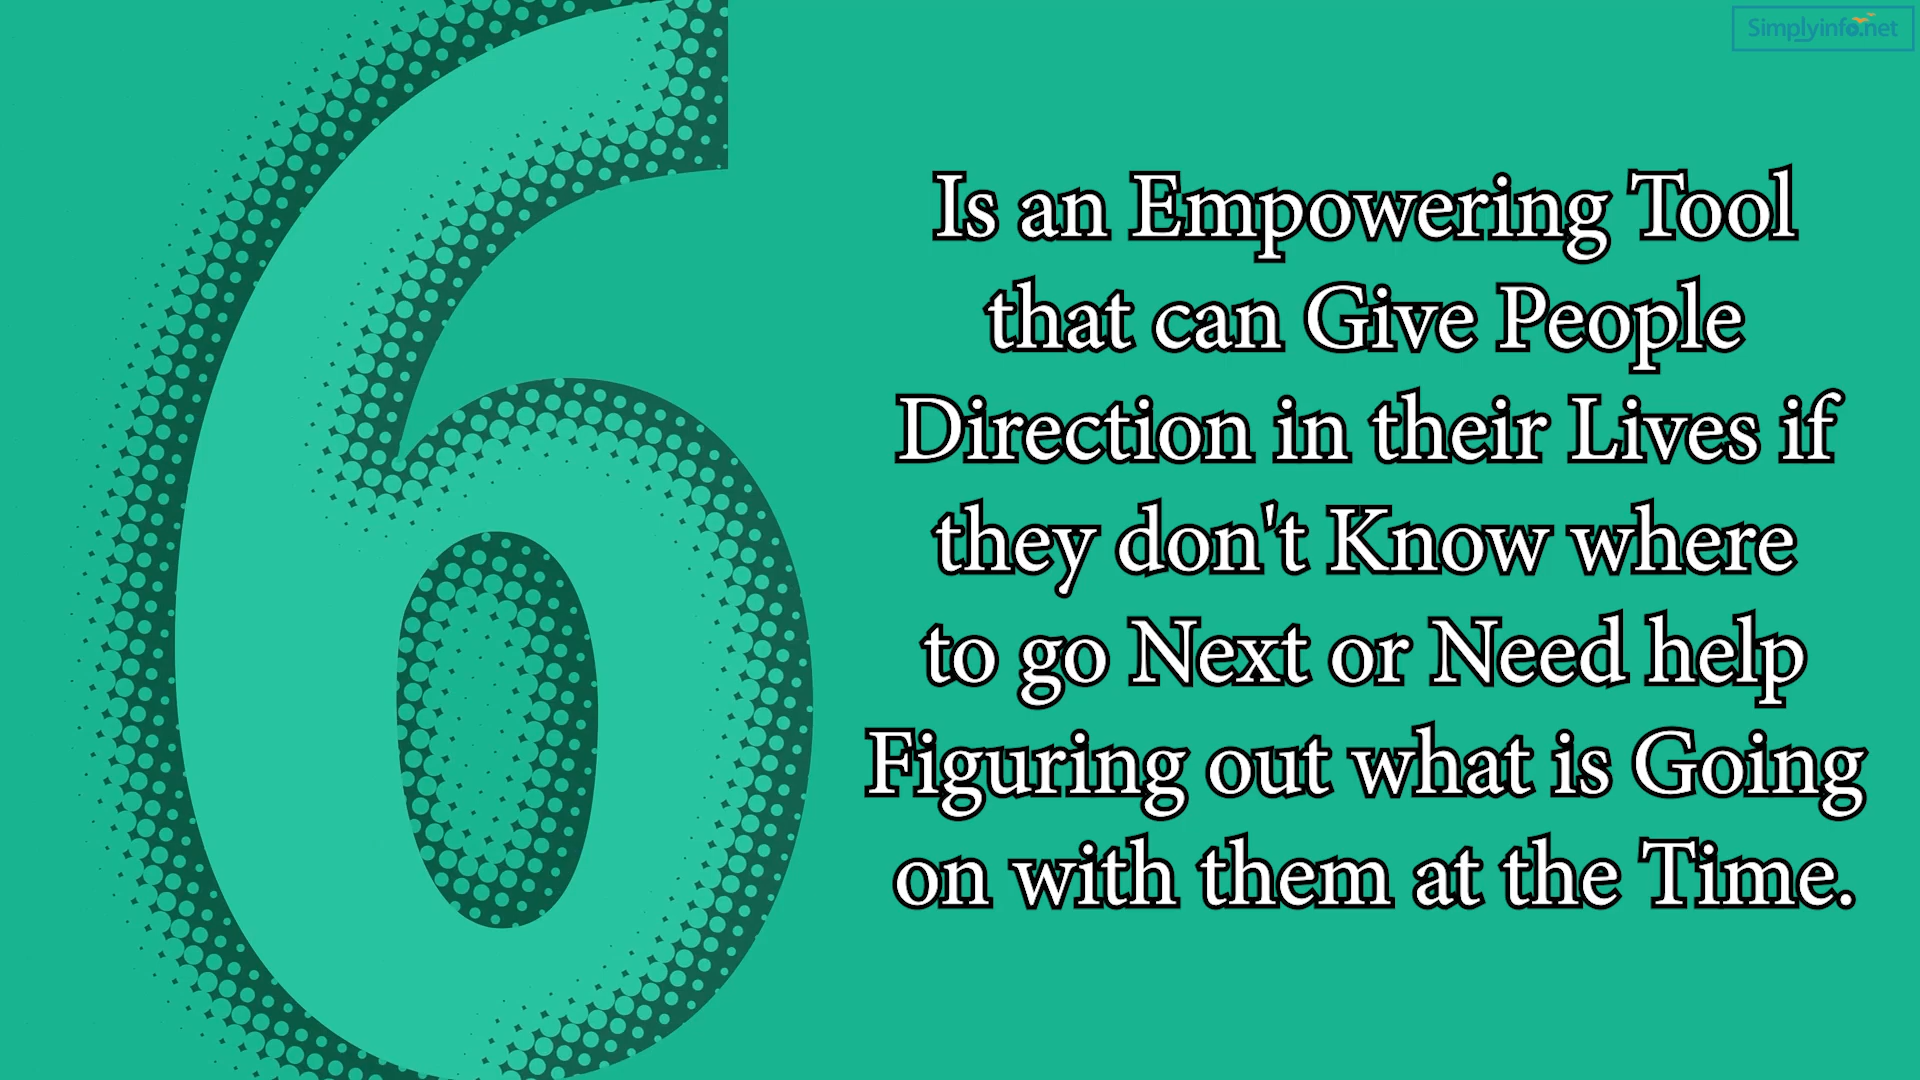 Simplyinfo.net
6
Is an Empowering Tool
that can Give People
Direction in their Lives if
they don't Know where
to go Next or Need help
Figuring out what is Going
on with them at the Time.